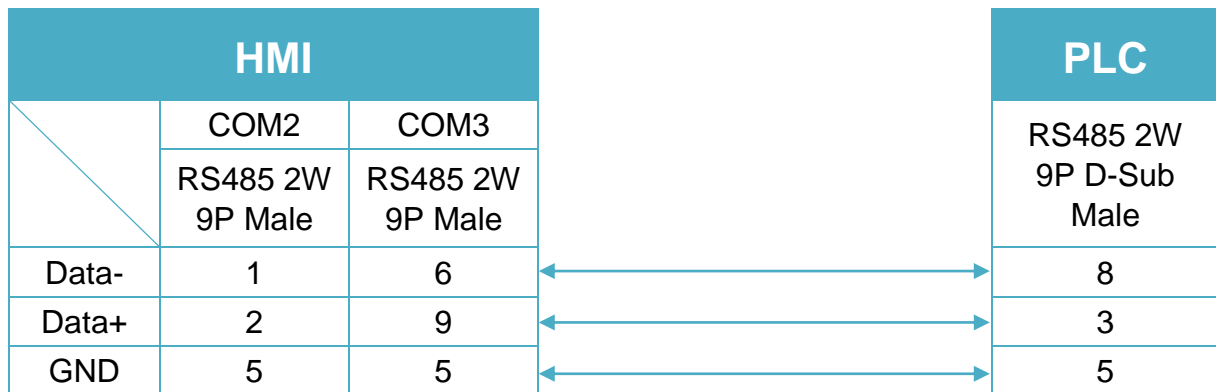 HMI
PLC
COM2 COM3
RS485 2W
9P D-Sub
Male
RS485 2W RS485 2W
9P Male 9P Male
Data- 1 6 8
Data+ 2 9 3
GND 5 5 5